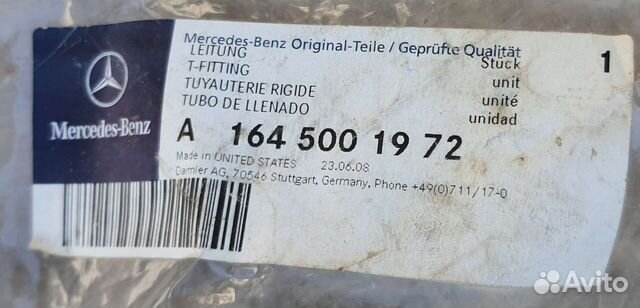 Mercedes-Benz Original-Teile / Geprüfte Qualität
LEITUNG Stück 1
T-FITTING unit
TUYAUTERIE RIGIDE unité
TUBO DE LLENADO unidad
Mercedes-Benz
A 164 500 19 72
Made in UNITED STATES 23.06.08
Daimler AG, 70546 Stuttgart, Germany, Phone +49(0)711/17-0
Avito